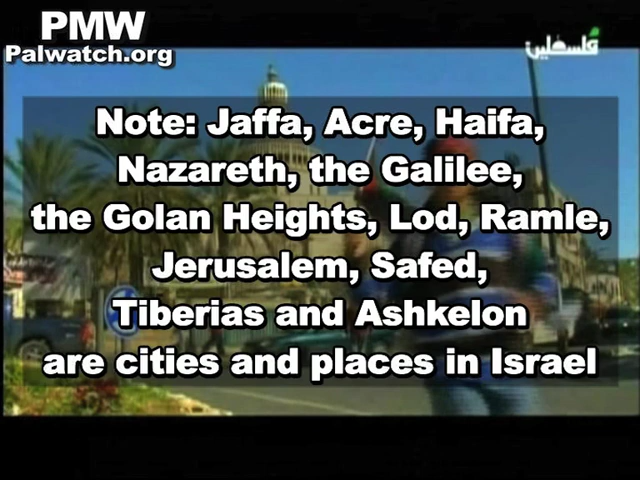 PMW
Palwatch.org
فلسطين
Note: Jaffa, Acre, Haifa,
Nazareth, the Galilee,
the Golan Heights, Lod, Ramle,
Jerusalem, Safed,
Tiberias and Ashkelon
are cities and places in Israel